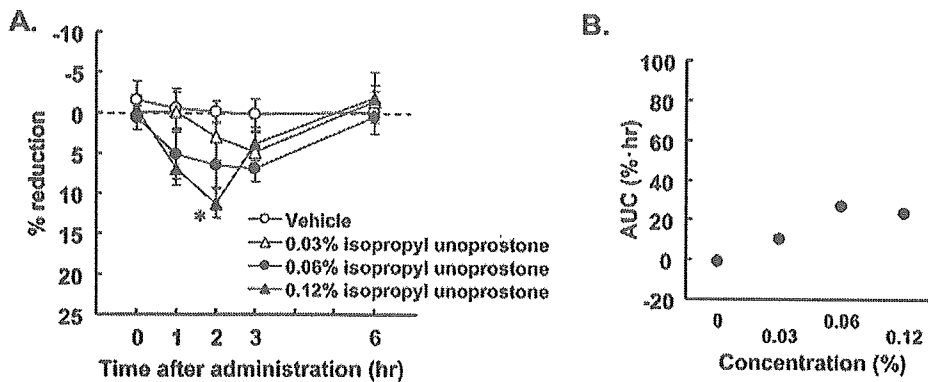 A.
-10
-5
0
5
10
15
20
25
% reduction
*
Vehicle
0.03% isopropyl unoprostone
0.06% isopropyl unoprostone
0.12% isopropyl unoprostone
0 1 2 3 6
Time after administration (hr)
B.
100
80
60
40
20
0
-20
AUC (%·hr)
0 0.03 0.06 0.12
Concentration (%)